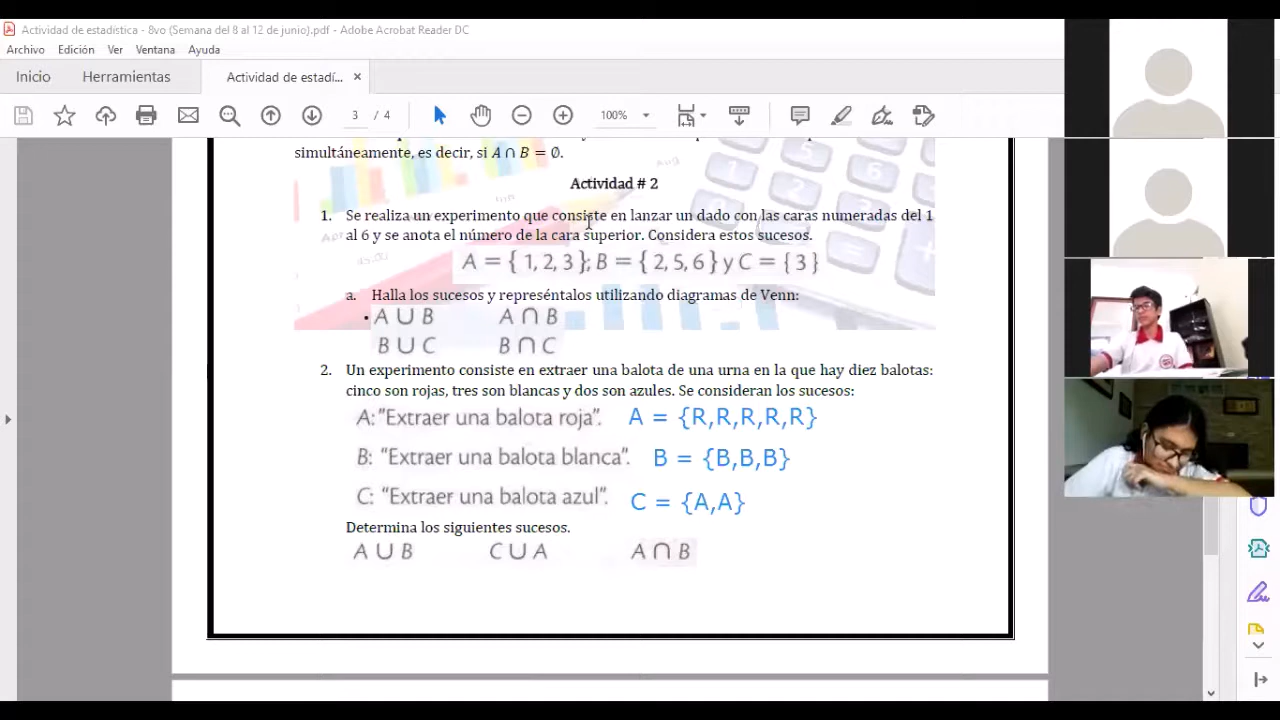 Actividad de estadística - 8vo (Semana del 8 al 12 de junio).pdf - Adobe Acrobat Reader DC
Archivo Edición Ver Ventana Ayuda
Inicio Herramientas Actividad de estadí... ×
3 / 4 100%
simultáneamente, es decir, si A ∩ B = ∅.
Actividad # 2
1. Se realiza un experimento que consiste en lanzar un dado con las caras numeradas del 1
al 6 y se anota el número de la cara superior. Considera estos sucesos.
A = { 1, 2, 3 }; B = { 2, 5, 6 } y C = { 3 }
a. Halla los sucesos y represéntalos utilizando diagramas de Venn:
• A ∪ B A ∩ B
B ∪ C B ∩ C
2. Un experimento consiste en extraer una balota de una urna en la que hay diez balotas:
cinco son rojas, tres son blancas y dos son azules. Se consideran los sucesos:
A: "Extraer una balota roja". A = {R,R,R,R,R}
B: "Extraer una balota blanca". B = {B,B,B}
C: "Extraer una balota azul". C = {A,A}
Determina los siguientes sucesos.
A ∪ B C ∪ A A ∩ B